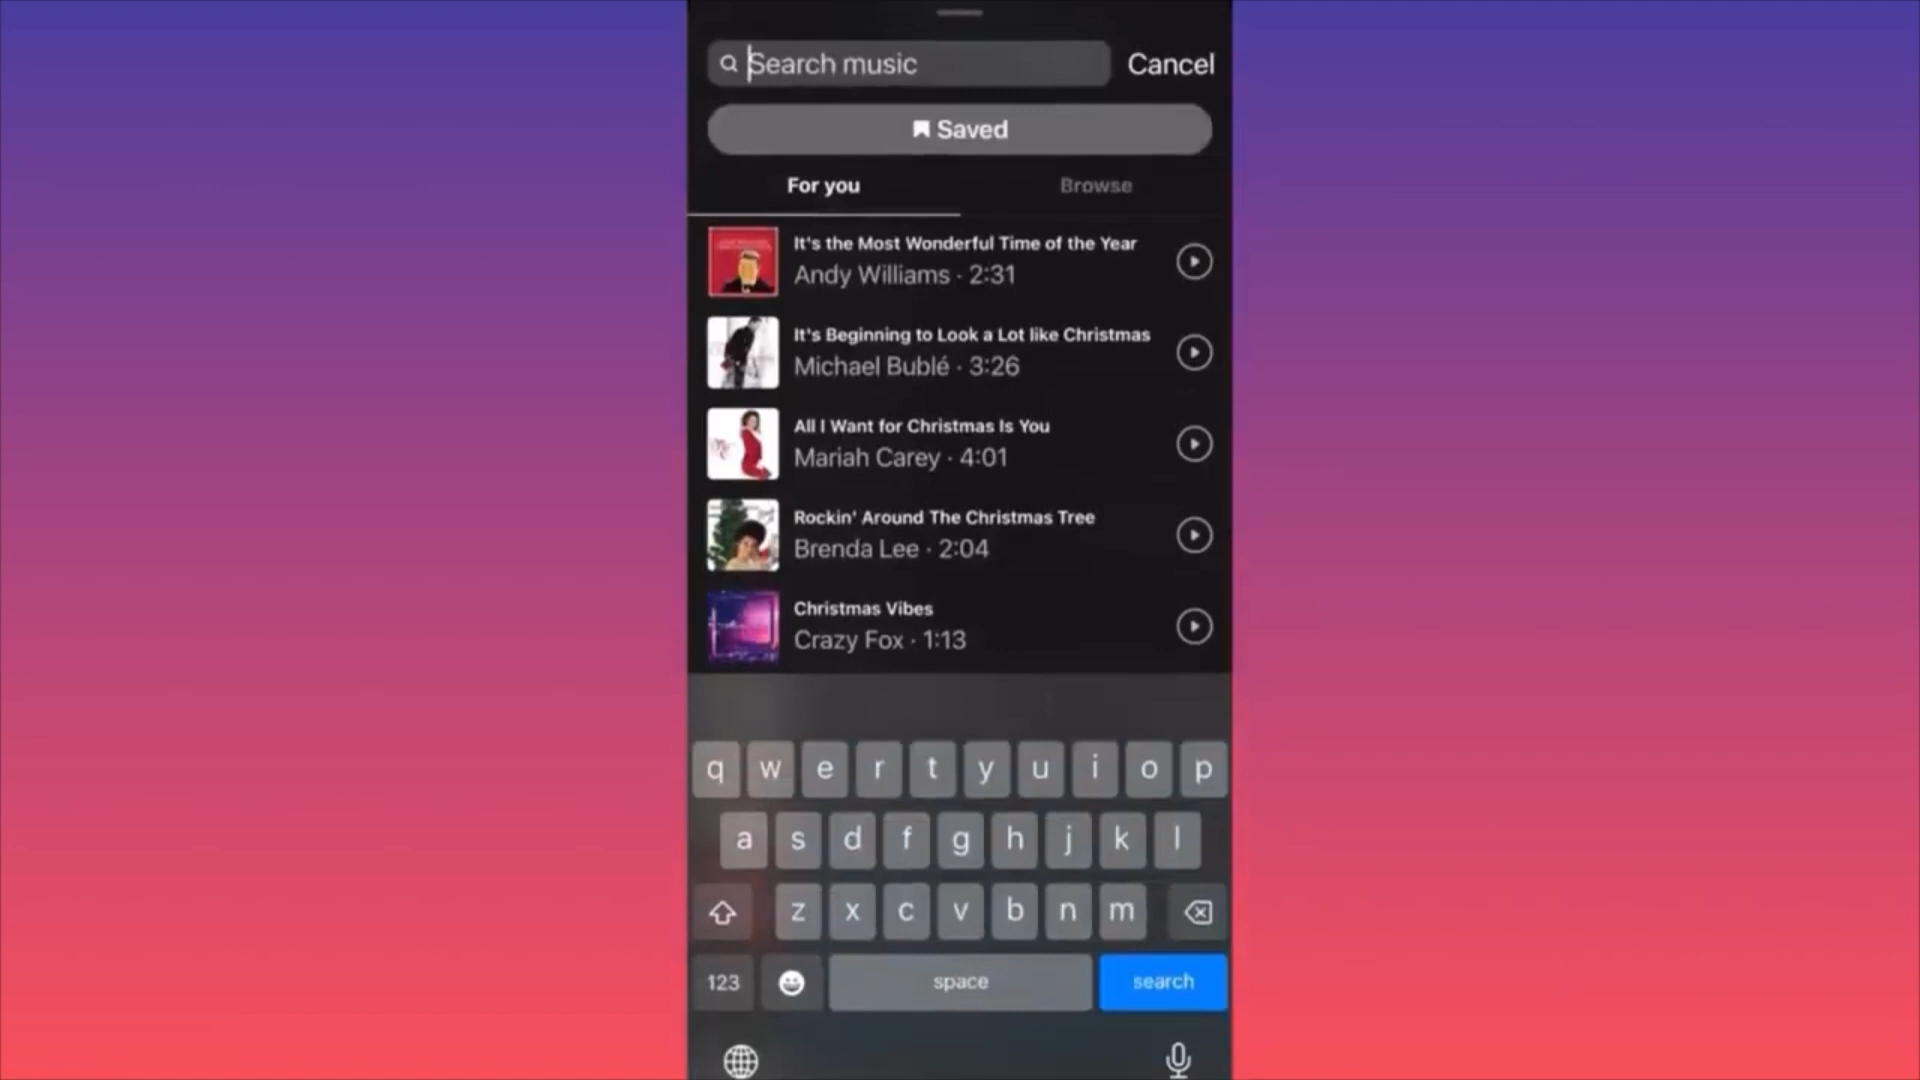 Search music
Cancel
Saved
For you
Browse
It's the Most Wonderful Time of the Year
Andy Williams · 2:31
It's Beginning to Look a Lot like Christmas
Michael Bublé · 3:26
All I Want for Christmas Is You
Mariah Carey · 4:01
Rockin' Around The Christmas Tree
Brenda Lee · 2:04
Christmas Vibes
Crazy Fox · 1:13
q w e r t y u i o p
a s d f g h j k l
z x c v b n m
123
space
search